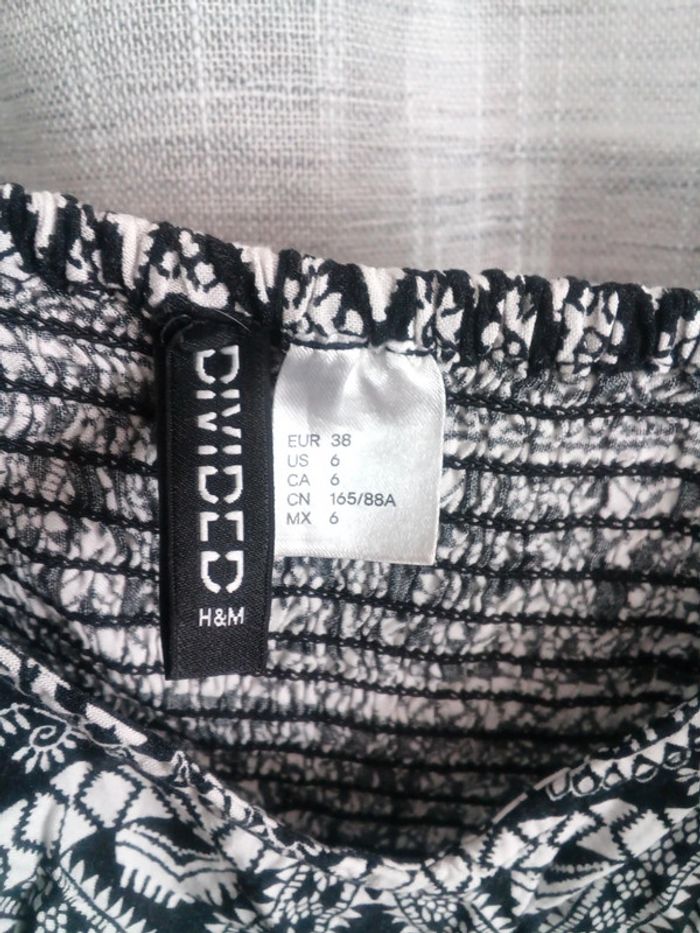 DIVIDED
H&M
EUR 38
US 6
CA 6
CN 165/88A
MX 6